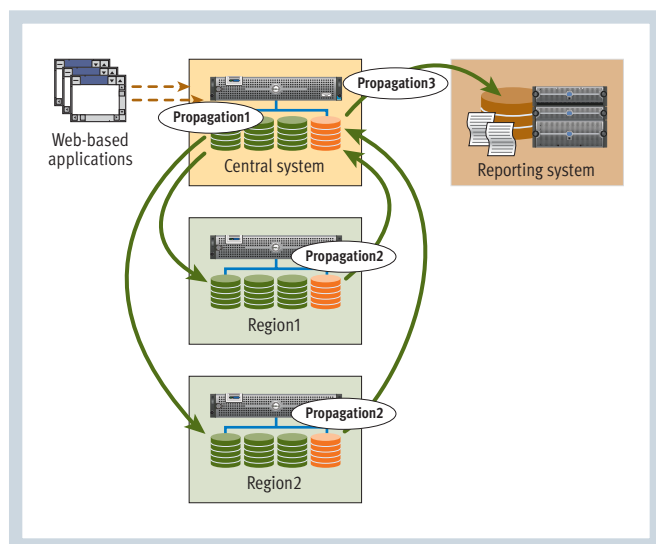 Propagation3
Propagation1
Web-based
applications
Central system
Reporting system
Propagation2
Region1
Propagation2
Region2